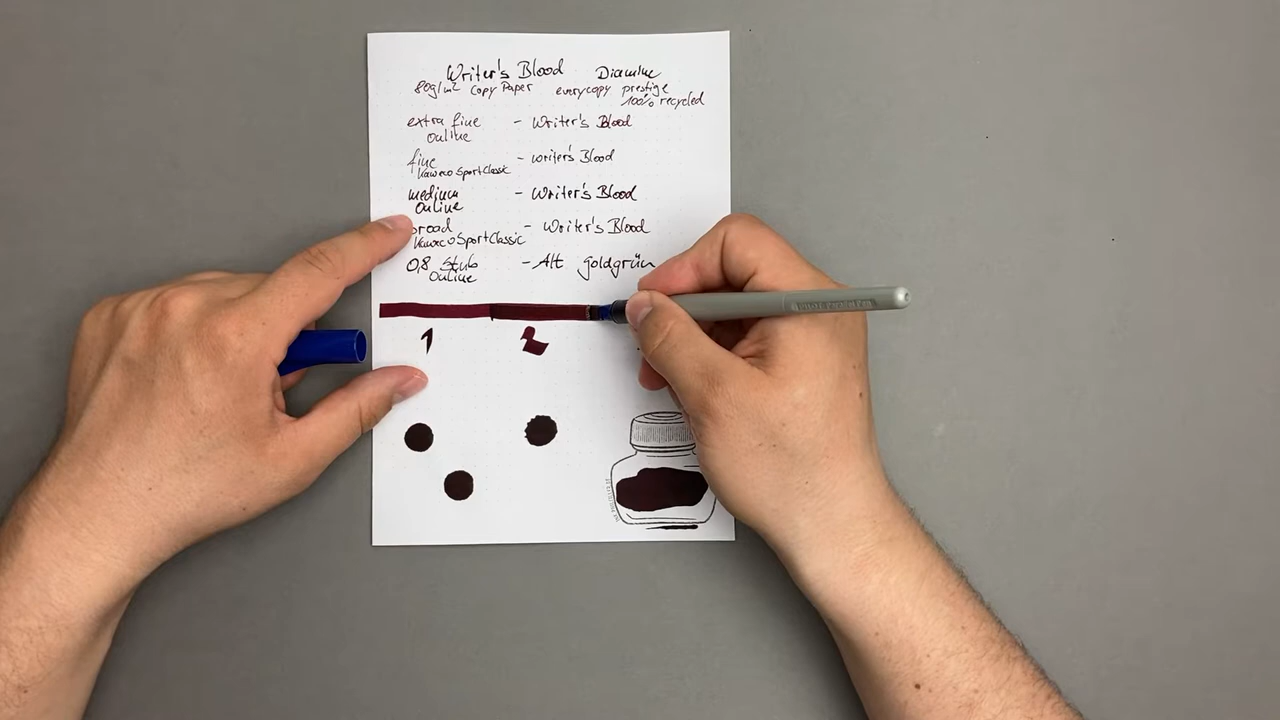 Writer's Blood Diamine
80g/m2 Copy Paper everycopy prestige
100% recycled
extra fine - Writer's Blood
Online
fine - Writer's Blood
Kaweco Sport Classic
medium - Writer's Blood
Online
broad - Writer's Blood
Kaweco Sport Classic
0,8 Stub - Alt goldgrün
Online
1 2